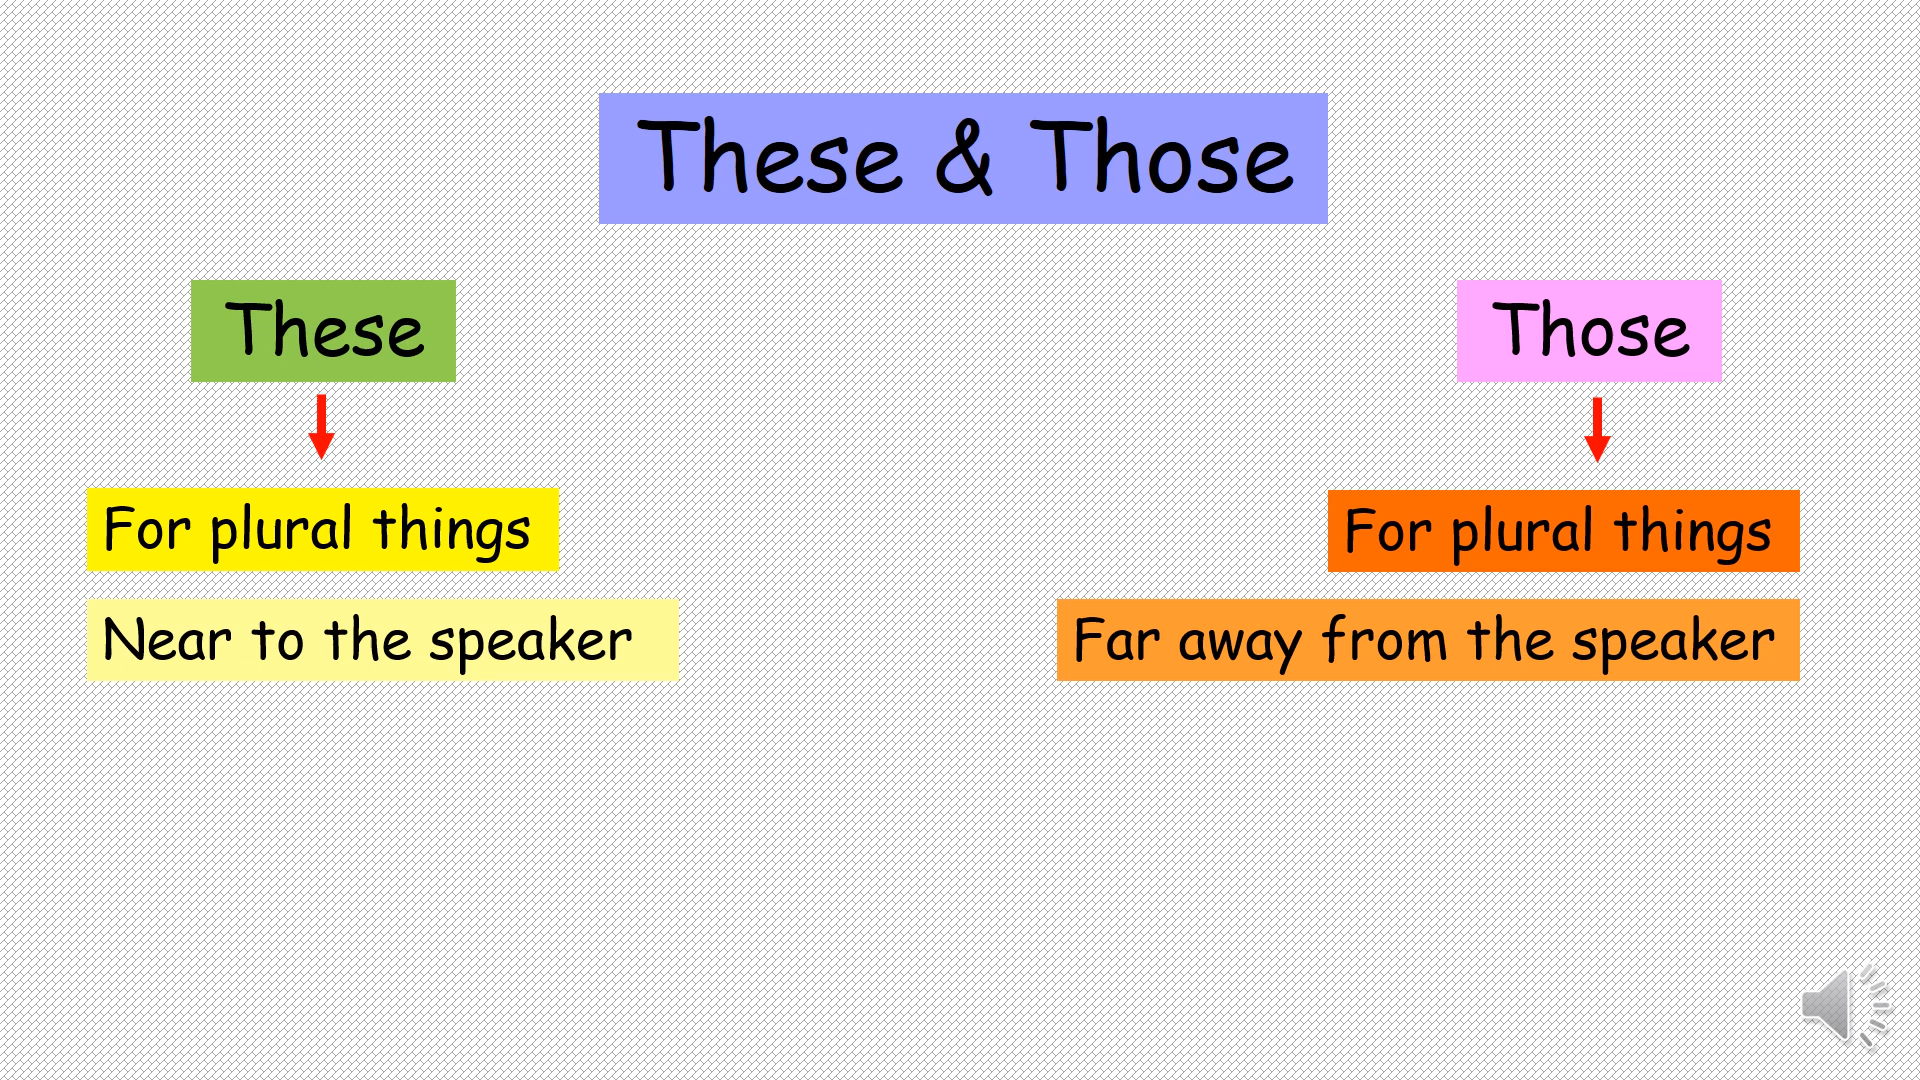 These & Those
These
Those
For plural things
For plural things
Near to the speaker
Far away from the speaker